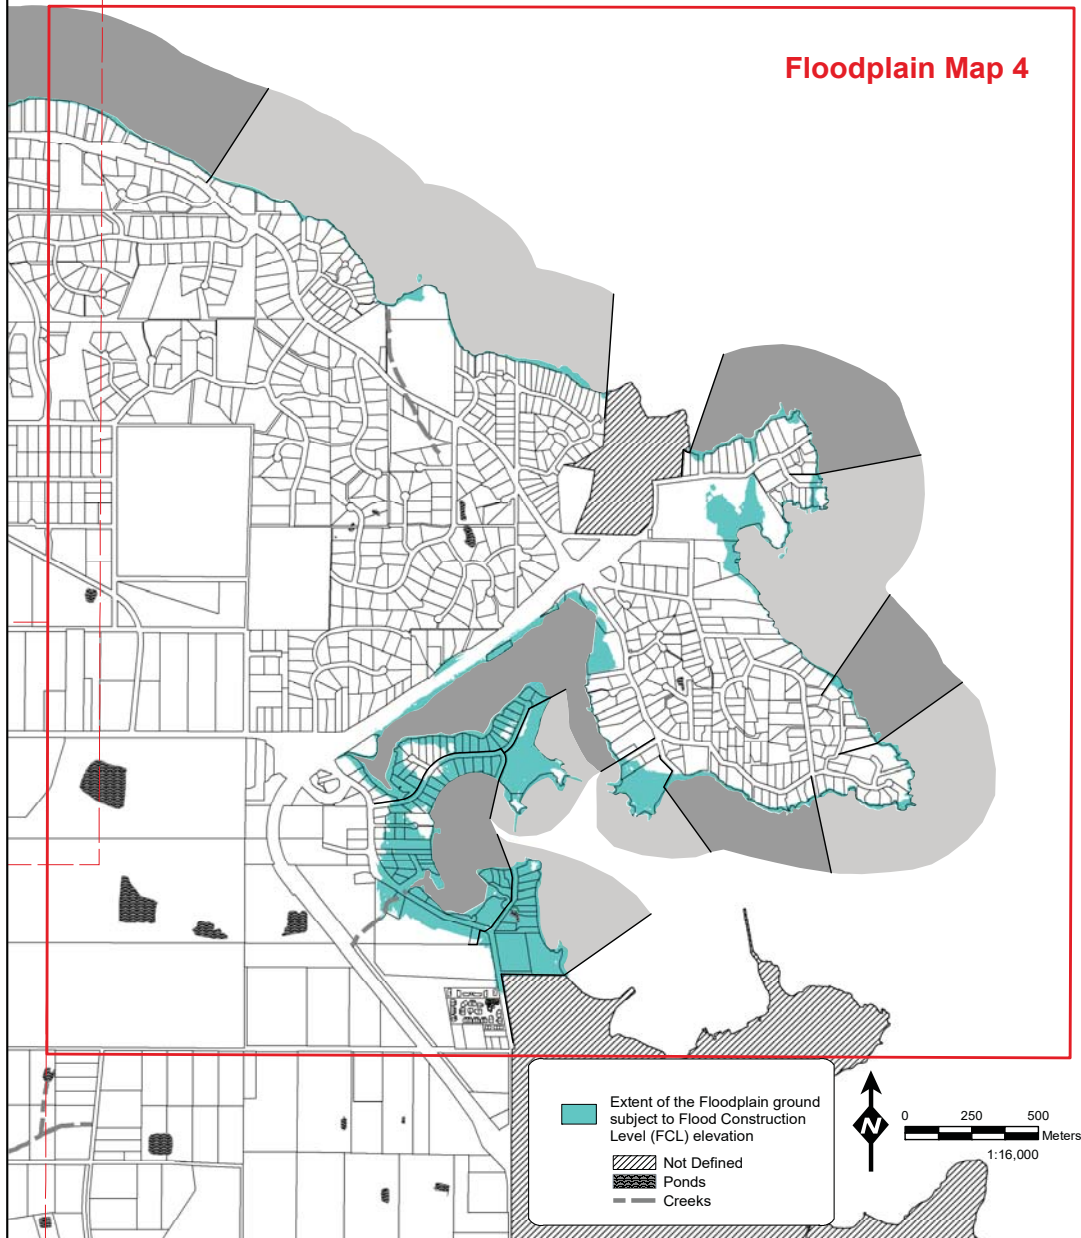 Floodplain Map 4
Extent of the Floodplain ground
subject to Flood Construction
Level (FCL) elevation
Not Defined
Ponds
Creeks
N
0 250 500
Meters
1:16,000